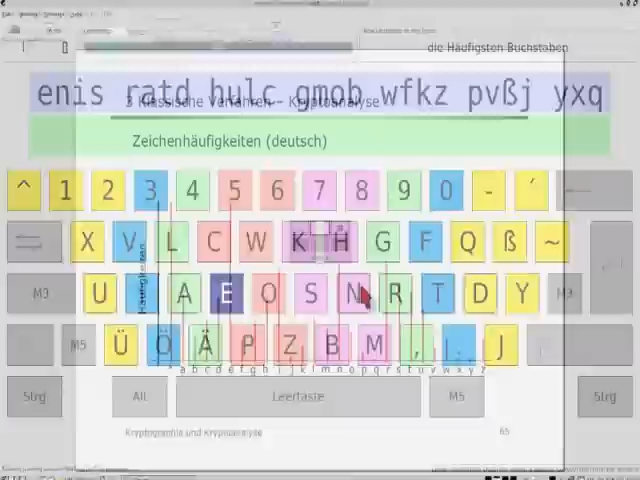 die Häufigsten Buchstaben
enis ratd hulc gmob wfkz pvßj yxq
3 Klassische Verfahren – Kryptoanalyse
Zeichenhäufigkeiten (deutsch)
^ 1 2 3 4 5 6 7 8 9 0 - ´
X V L C W K H G F Q ß ~
Häufigkeiten
M3 U A E O S N R T D Y M3
M5 Ü Ö Ä P Z B M , . J
a b c d e f g h i j k l m n o p q r s t u v w x y z
Strg Alt Leertaste M5 Strg
Kryptographie und Kryptoanalyse 65